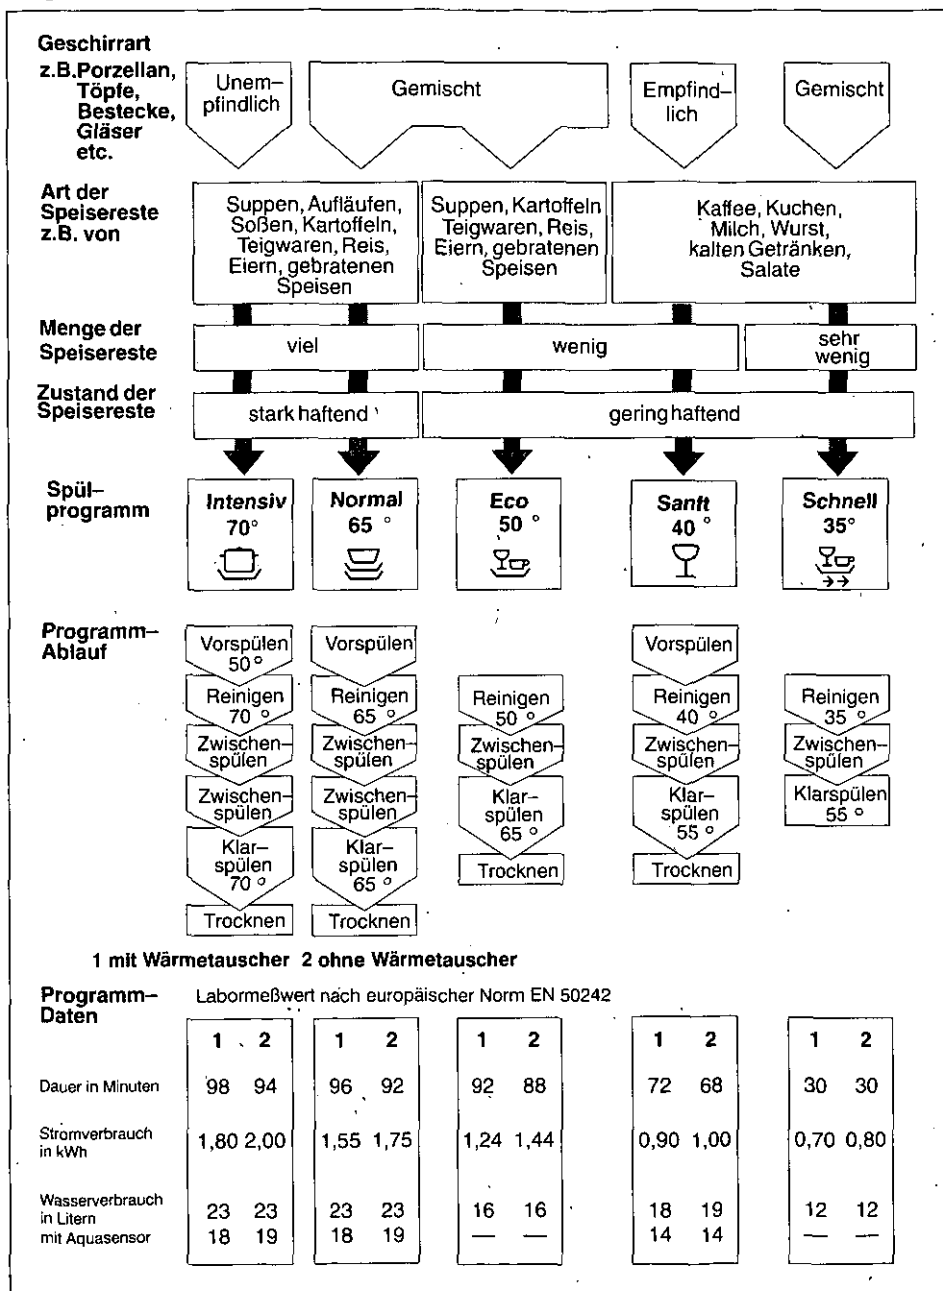 Geschirrart
z.B. Porzellan,
Töpfe,
Bestecke,
Gläser
etc.
Unem-
pfindlich
Gemischt
Empfind-
lich
Gemischt
Art der
Speisereste
z.B. von
Suppen, Aufläufen,
Soßen, Kartoffeln,
Teigwaren, Reis,
Eiern, gebratenen
Speisen
Suppen, Kartoffeln
Teigwaren, Reis,
Eiern, gebratenen
Speisen
Kaffee, Kuchen,
Milch, Wurst,
kalten Getränken,
Salate
Menge der
Speisereste
viel
wenig
sehr
wenig
Zustand der
Speisereste
stark haftend
gering haftend
Spül-
programm
Intensiv
70°
Normal
65 °
Eco
50 °
Sanft
40 °
Schnell
35°
Programm-
Ablauf
Vorspülen
50°
Reinigen
70 °
Zwischen-
spülen
Zwischen-
spülen
Klar-
spülen
70 °
Trocknen
Vorspülen
Reinigen
65 °
Zwischen-
spülen
Zwischen-
spülen
Klar-
spülen
65 °
Trocknen
Reinigen
50 °
Zwischen-
spülen
Klar-
spülen
65 °
Trocknen
Vorspülen
Reinigen
40 °
Zwischen-
spülen
Klar-
spülen
55 °
Trocknen
Reinigen
35 °
Zwischen-
spülen
Klarspülen
55 °
1 mit Wärmetauscher 2 ohne Wärmetauscher
Programm-
Daten
Labormeßwert nach europäischer Norm EN 50242
1 2 1 2 1 2 1 2 1 2
Dauer in Minuten 98 94 96 92 92 88 72 68 30 30
Stromverbrauch
in kWh 1,80 2,00 1,55 1,75 1,24 1,44 0,90 1,00 0,70 0,80
Wasserverbrauch
in Litern 23 23 23 23 16 16 18 19 12 12
mit Aquasensor 18 19 18 19 — — 14 14 — —